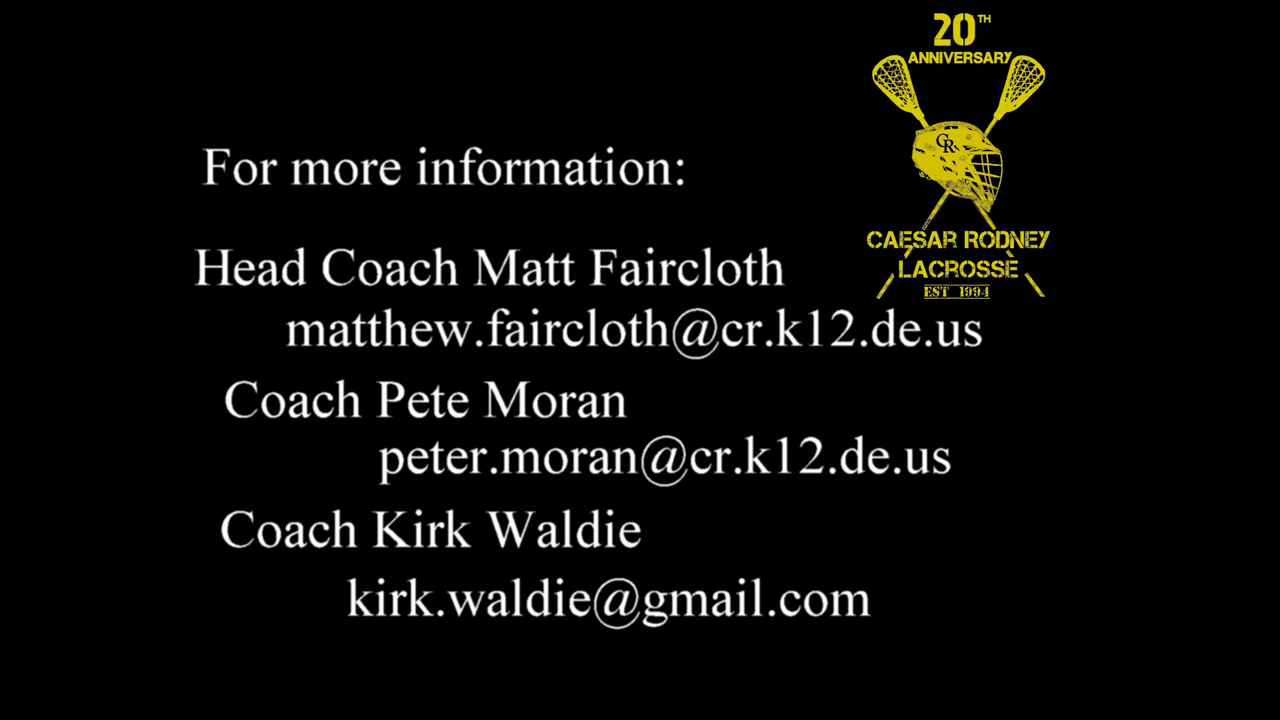 20TH
ANNIVERSARY
CR
CAESAR RODNEY
LACROSSE
EST 1994
For more information:
Head Coach Matt Faircloth
matthew.faircloth@cr.k12.de.us
Coach Pete Moran
peter.moran@cr.k12.de.us
Coach Kirk Waldie
kirk.waldie@gmail.com